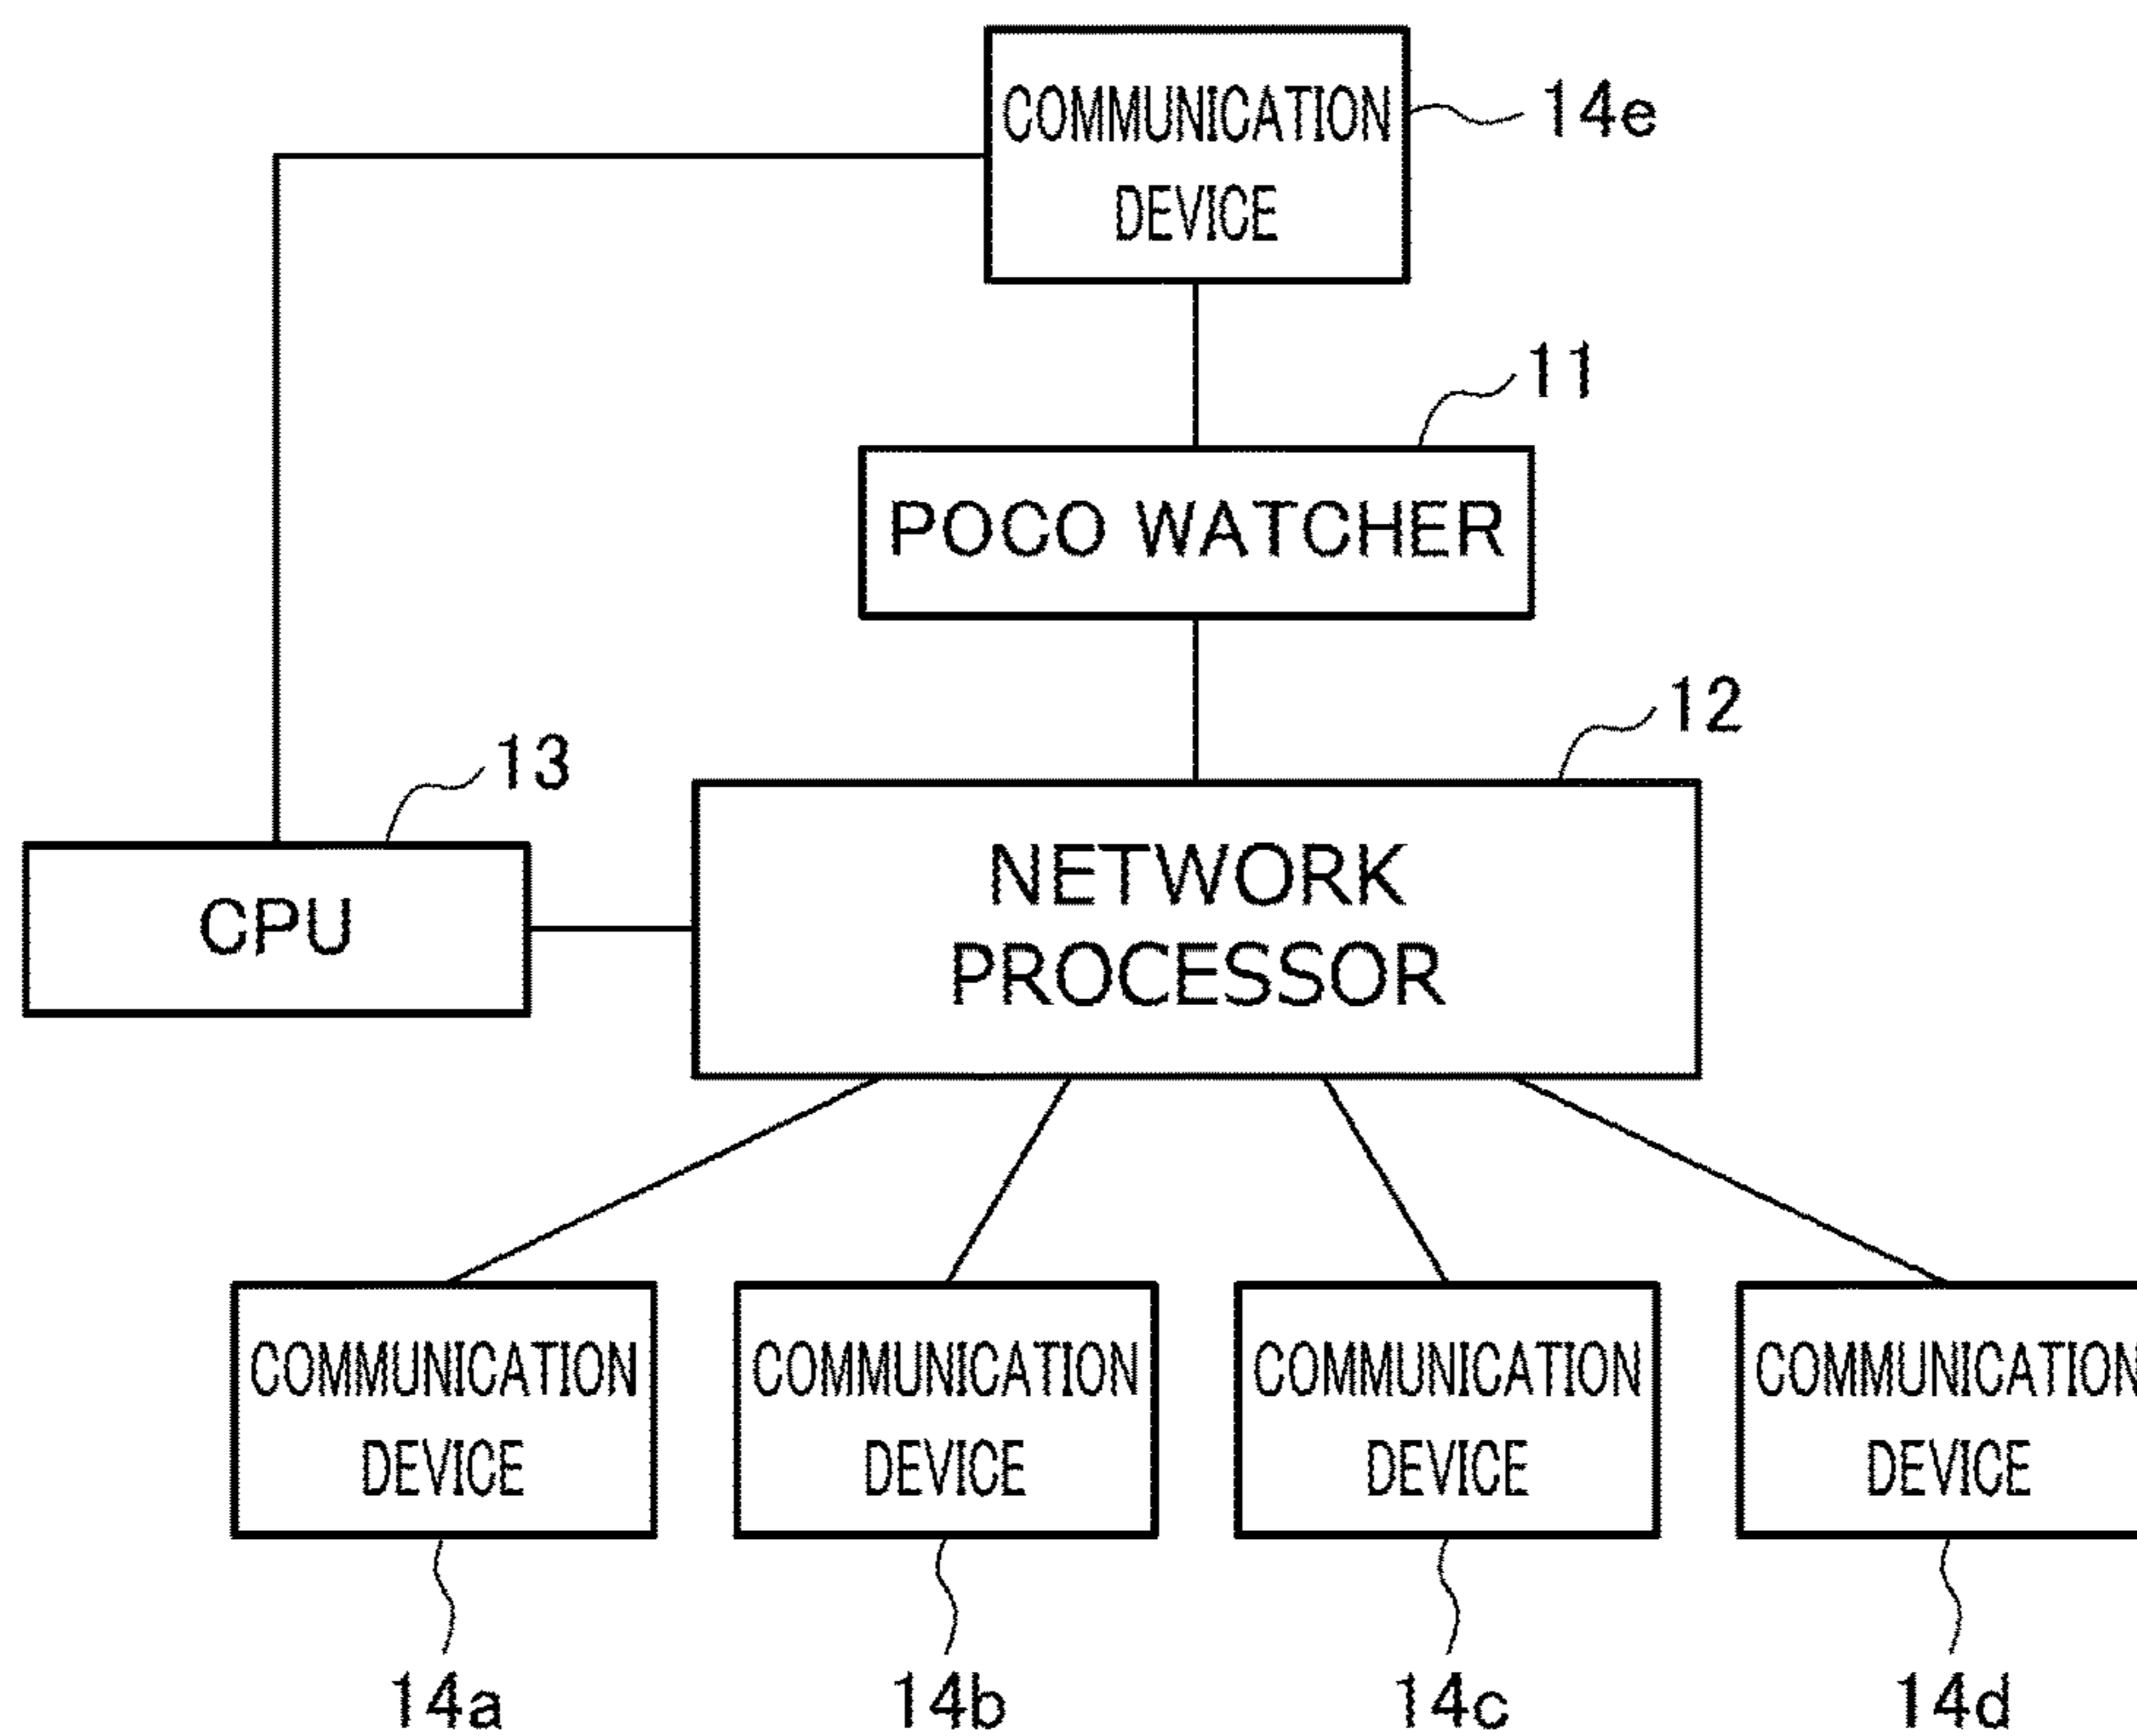 COMMUNICATION
DEVICE
14e
11
POCO WATCHER
12
13
CPU
NETWORK
PROCESSOR
COMMUNICATION
DEVICE
COMMUNICATION
DEVICE
COMMUNICATION
DEVICE
COMMUNICATION
DEVICE
14a
14b
14c
14d